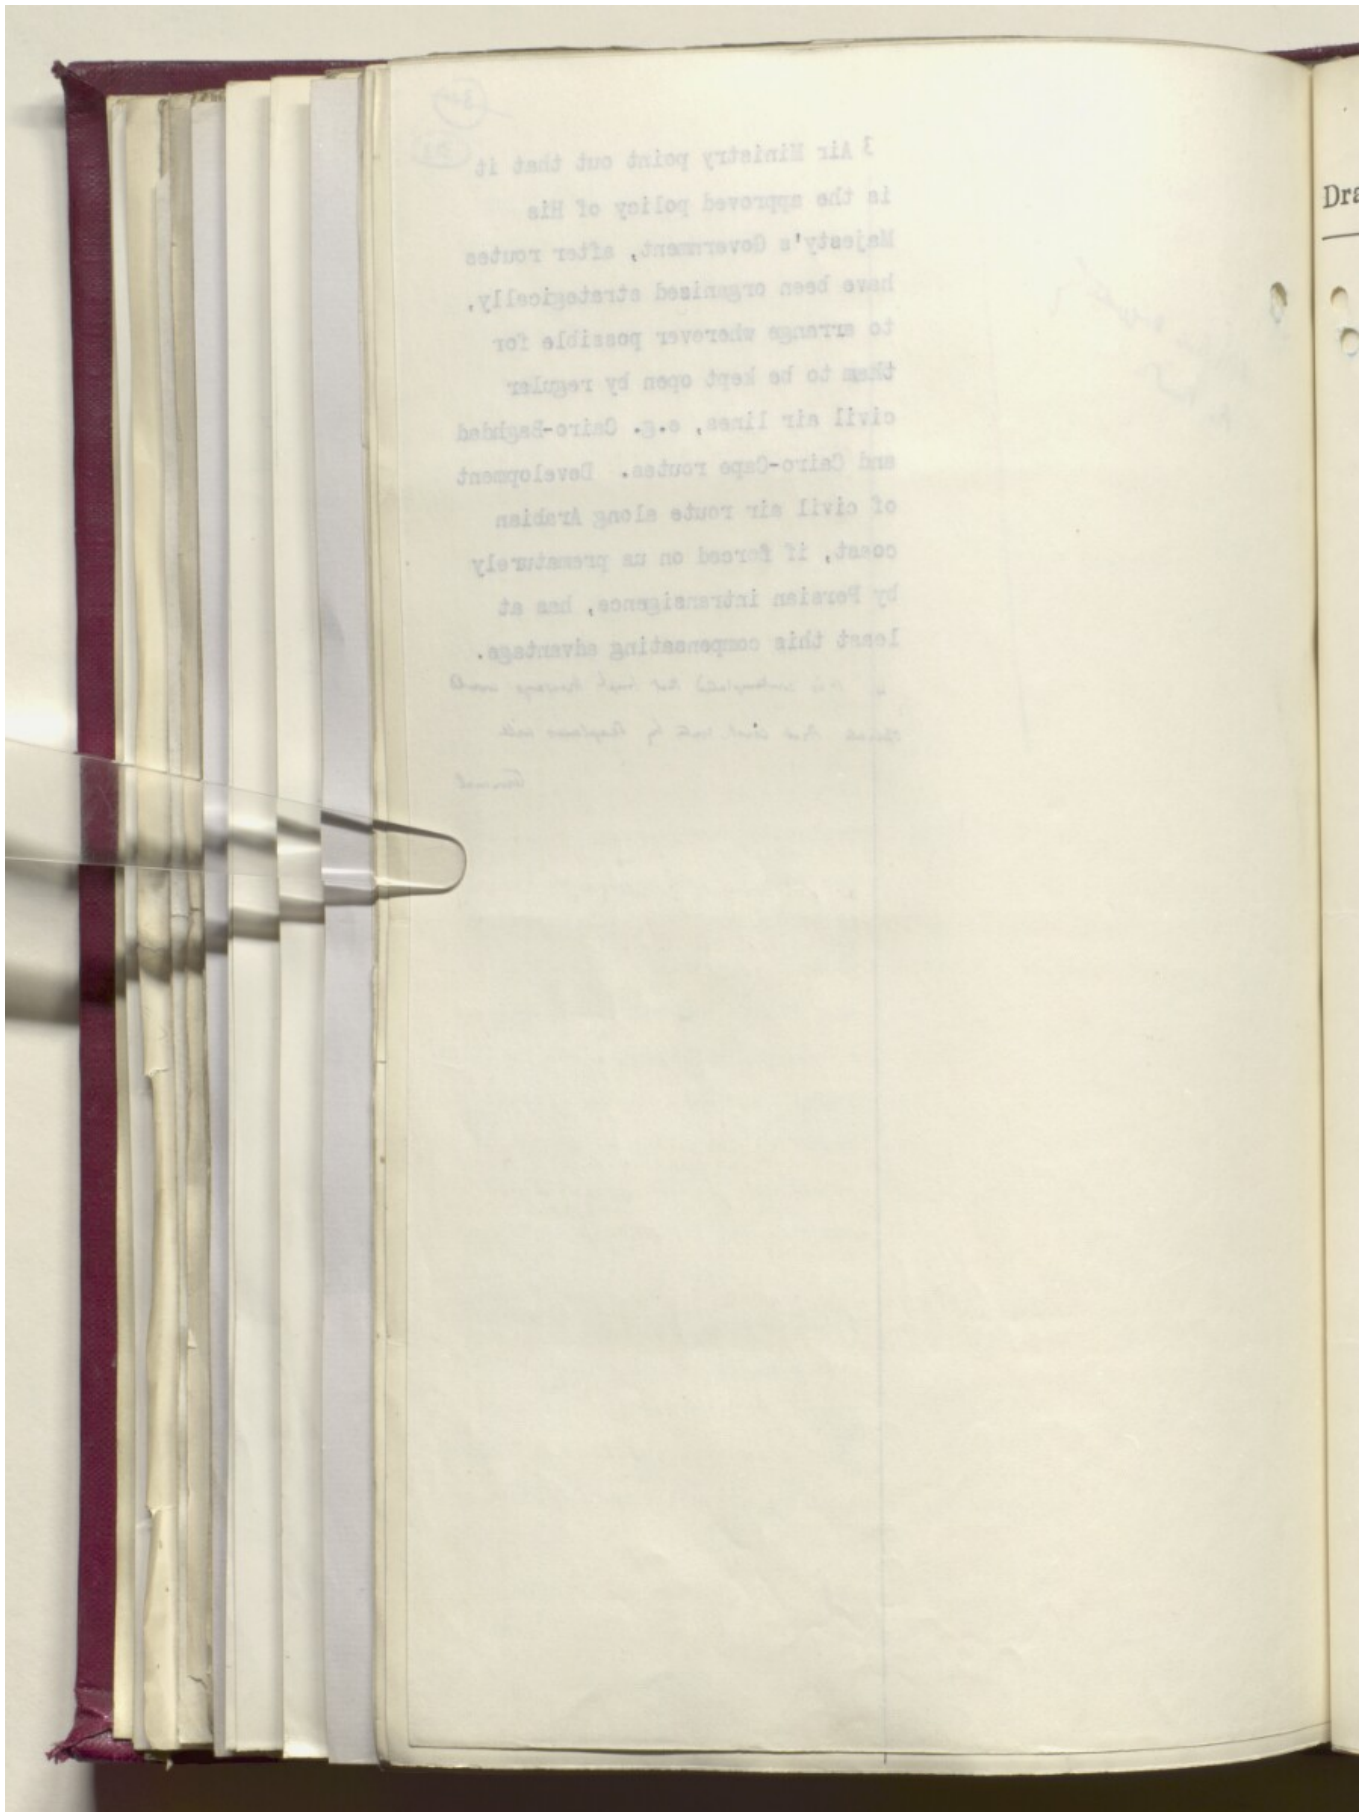 3 Air Ministry point out that it
is the approved policy of His
Majesty's Government, after routes
have been organised strategically,
to arrange wherever possible for
them to be kept open by regular
civil air lines, e.g. Cairo-Baghdad
and Cairo-Cape routes. Development
of civil air route along Arabian
coast, if forced on us prematurely
by Persian intransigence, has at
least this compensating advantage.
Dra